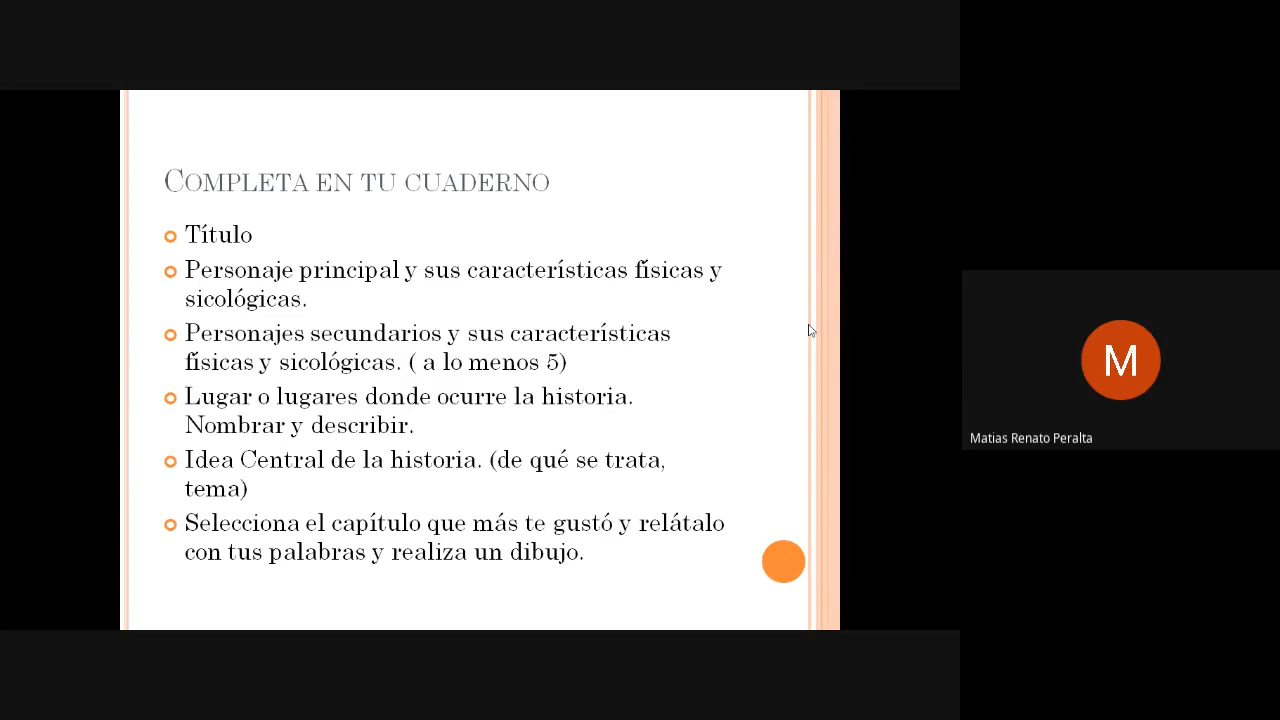 COMPLETA EN TU CUADERNO
Título
Personaje principal y sus características físicas y
sicológicas.
Personajes secundarios y sus características
físicas y sicológicas. ( a lo menos 5)
Lugar o lugares donde ocurre la historia.
Nombrar y describir.
Idea Central de la historia. (de qué se trata,
tema)
Selecciona el capítulo que más te gustó y relátalo
con tus palabras y realiza un dibujo.
M
Matias Renato Peralta